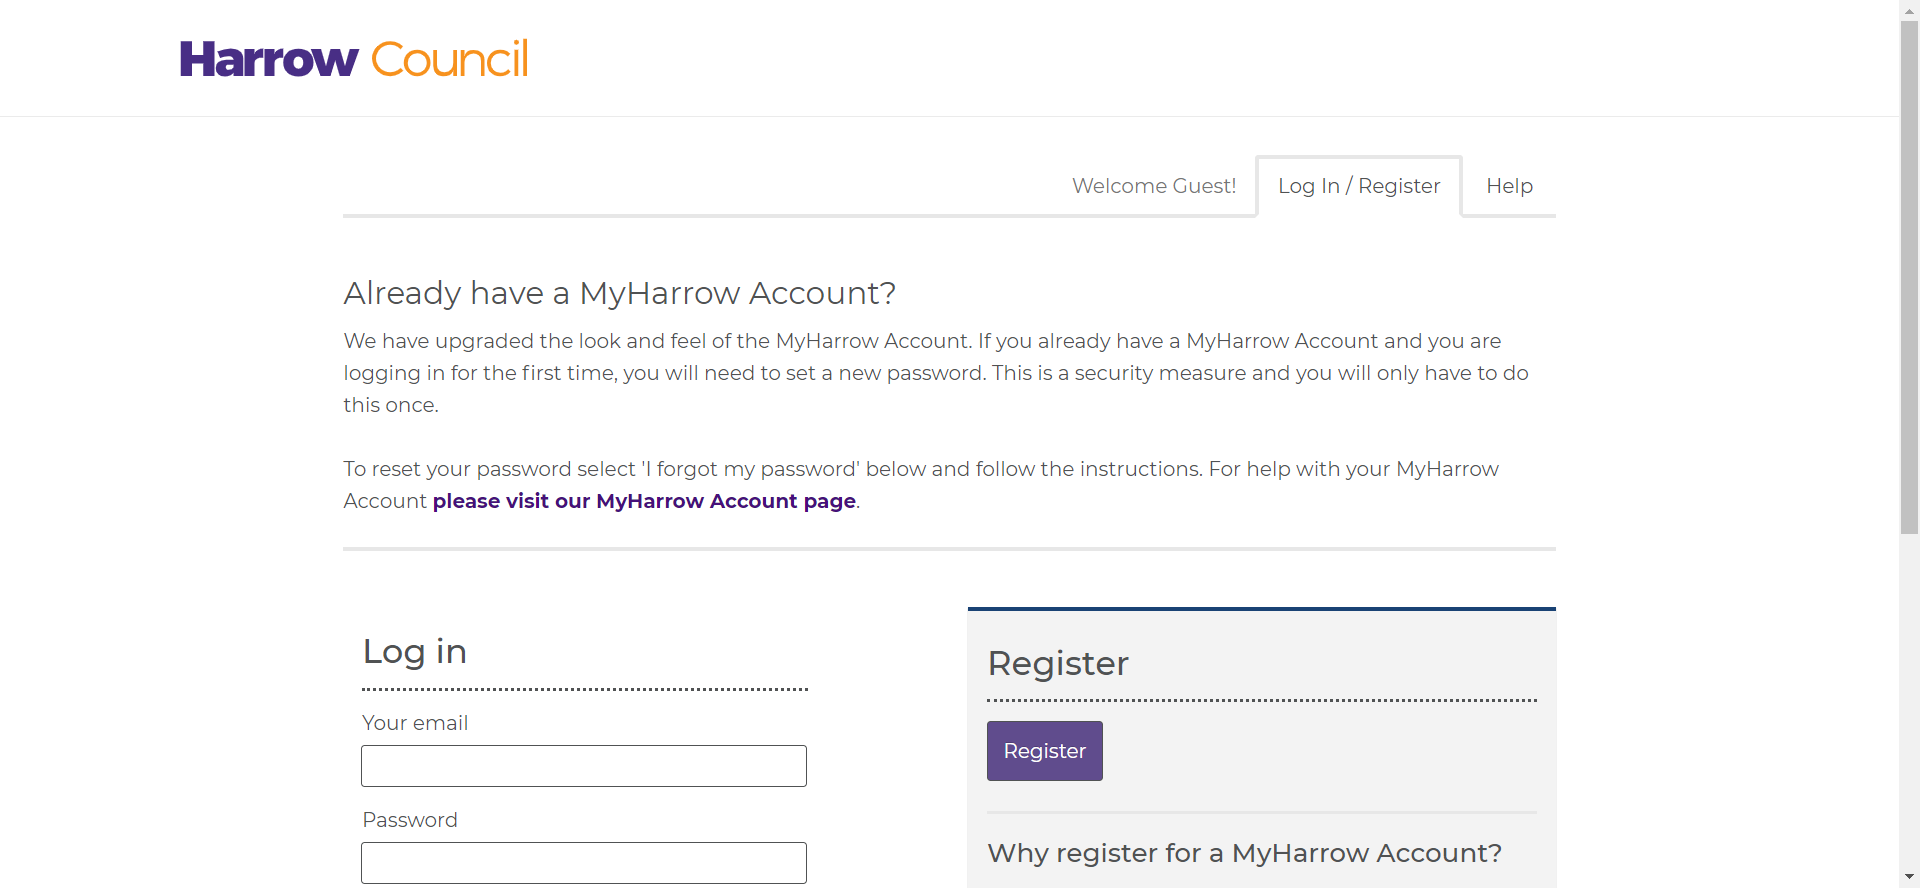 Harrow Council
Welcome Guest!
Log In / Register
Help
Already have a MyHarrow Account?
We have upgraded the look and feel of the MyHarrow Account. If you already have a MyHarrow Account and you are
logging in for the first time, you will need to set a new password. This is a security measure and you will only have to do
this once.
To reset your password select 'I forgot my password' below and follow the instructions. For help with your MyHarrow
Account please visit our MyHarrow Account page.
Log in
Your email
Password
Register
Register
Why register for a MyHarrow Account?